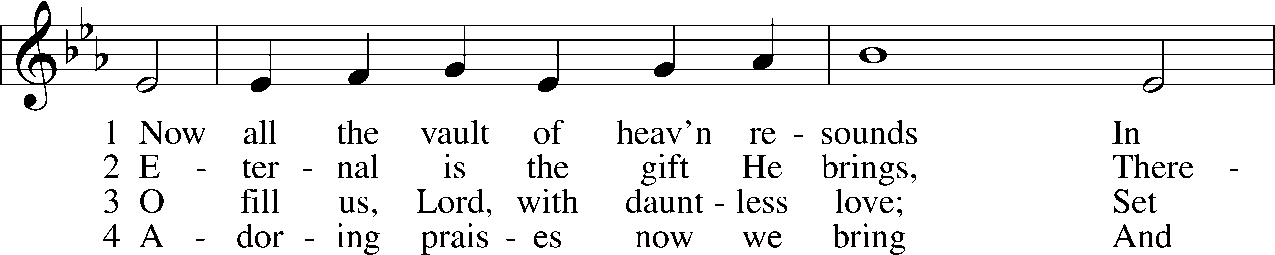 1 Now all the vault of heav'n re - sounds In
2 E - ter - nal is the gift He brings, There -
3 O fill us, Lord, with daunt - less love; Set
4 A - dor - ing prais - es now we bring And